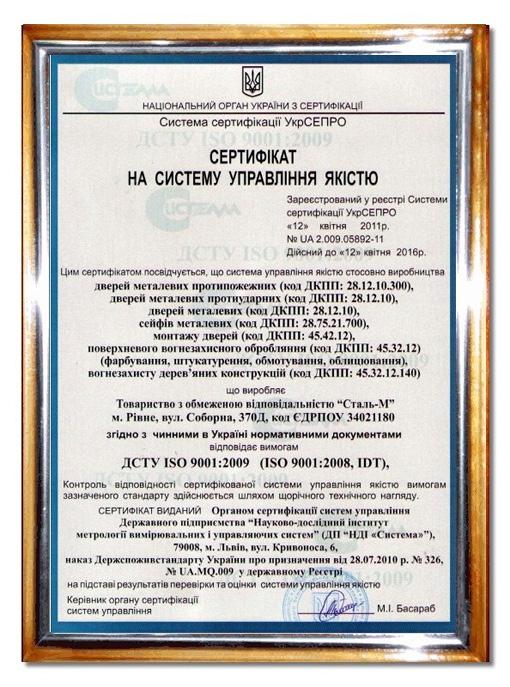 НАЦІОНАЛЬНИЙ ОРГАН УКРАЇНИ З СЕРТИФІКАЦІЇ
Система сертифікації УкрСЕПРО
СЕРТИФІКАТ
НА СИСТЕМУ УПРАВЛІННЯ ЯКІСТЮ
Зареєстрований у реєстрі Системи
сертифікації УкрСЕПРО
«12» квітня 2011р.
№ UA 2.009.05892-11
Дійсний до «12» квітня 2016р.
Цим сертифікатом посвідчується, що система управління якістю стосовно виробництва
дверей металевих протипожежних (код ДКПП: 28.12.10.300),
дверей металевих протиударних (код ДКПП: 28.12.10),
дверей металевих (код ДКПП: 28.12.10),
сейфів металевих (код ДКПП: 28.75.21.700),
монтажу дверей (код ДКПП: 45.42.12),
поверхневого вогнезахисного обробляння (код ДКПП: 45.32.12)
(фарбування, штукатурення, обмотування, облицювання),
вогнезахисту дерев’яних конструкцій (код ДКПП: 45.32.12.140)
що виробляє
Товариство з обмеженою відповідальністю “Сталь-М”
м. Рівне, вул. Соборна, 370Д, код ЄДРПОУ 34021180
згідно з чинними в Україні нормативними документами
відповідає вимогам
ДСТУ ISO 9001:2009 (ISO 9001:2008, IDT),
Контроль відповідності сертифікованої системи управління якістю вимогам
зазначеного стандарту здійснюється шляхом щорічного технічного нагляду.
СЕРТИФІКАТ ВИДАНИЙ Органом сертифікації систем управління
Державного підприємства “Науково-дослідний інститут
метрології вимірювальних і управляючих систем” (ДП “НДІ «Система»”),
79008, м. Львів, вул. Кривоноса, 6,
наказ Держспоживстандарту України про призначення від 28.07.2010 р. № 326,
№ UA.MQ.009 у державному Реєстрі
на підставі результатів перевірки та оцінки системи управління якістю
Керівник органу сертифікації
систем управління
М.І. Басараб